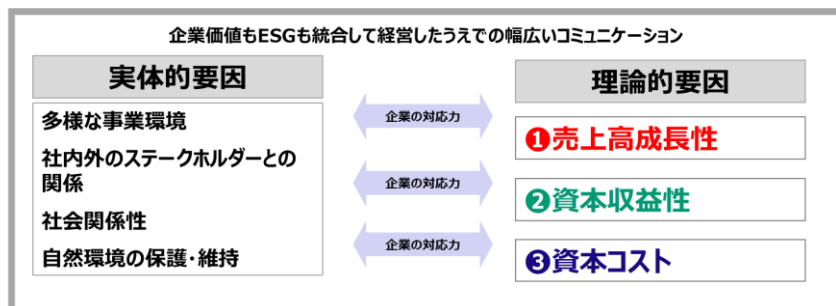 企業価値もESGも統合して経営したうえでの幅広いコミュニケーション
実体的要因
多様な事業環境
社内外のステークホルダーとの
関係
社会関係性
自然環境の保護・維持
企業の対応力
企業の対応力
企業の対応力
理論的要因
❶売上高成長性
❷資本収益性
❸資本コスト